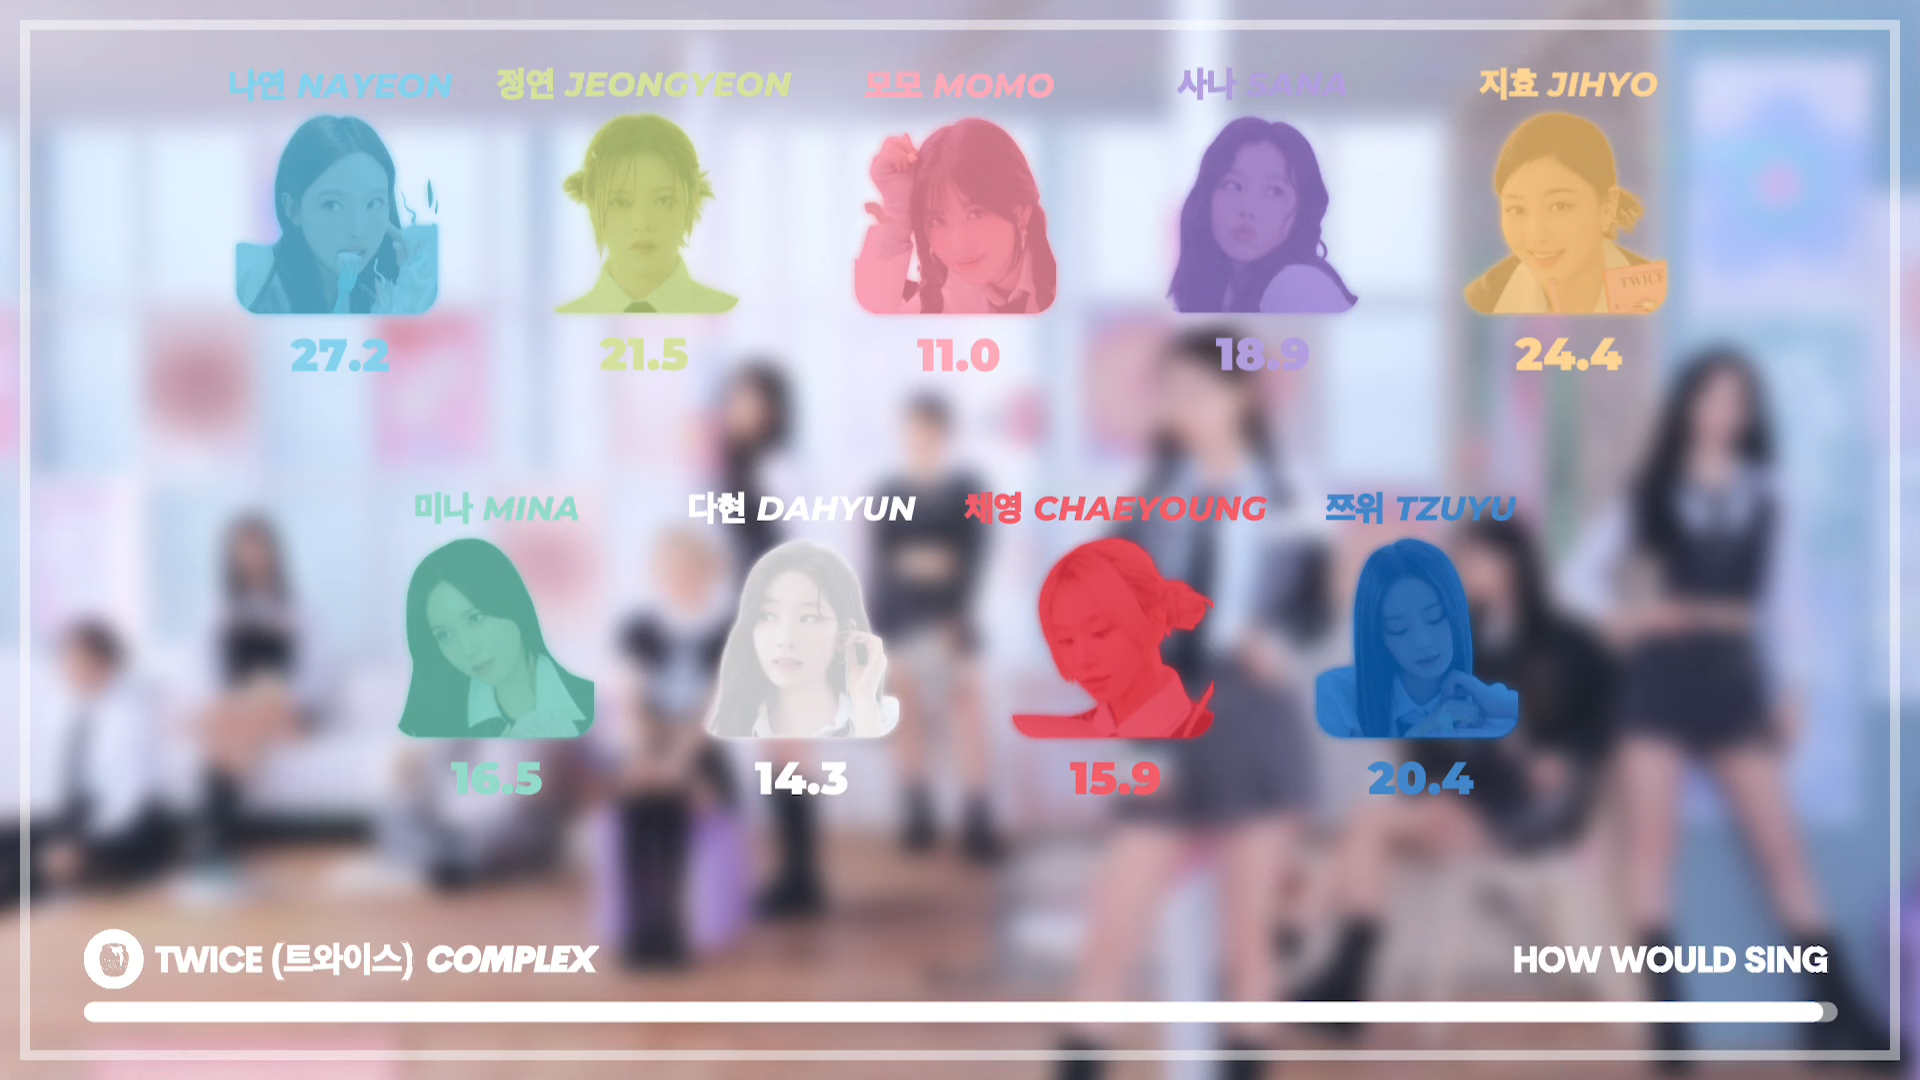 나연 NAYEON
정연 JEONGYEON
모모 MOMO
사나 SANA
지효 JIHYO
TWICE
27.2
21.5
11.0
18.9
24.4
미나 MINA
다현 DAHYUN
채영 CHAEYOUNG
쯔위 TZUYU
16.5
14.3
15.9
20.4
TWICE (트와이스) COMPLEX
HOW WOULD SING